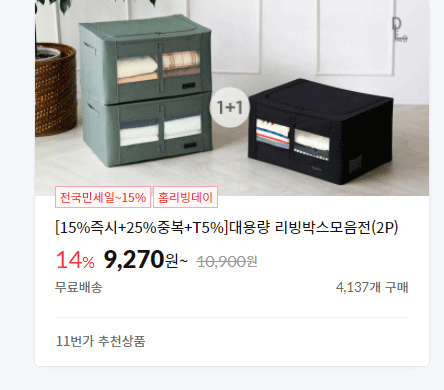 1+1
전국민세일~15% 홈리빙데이
[15%즉시+25%중복+T5%]대용량 리빙박스모음전(2P)
14% 9,270원~ 10,900원
무료배송 4,137개 구매
11번가 추천상품